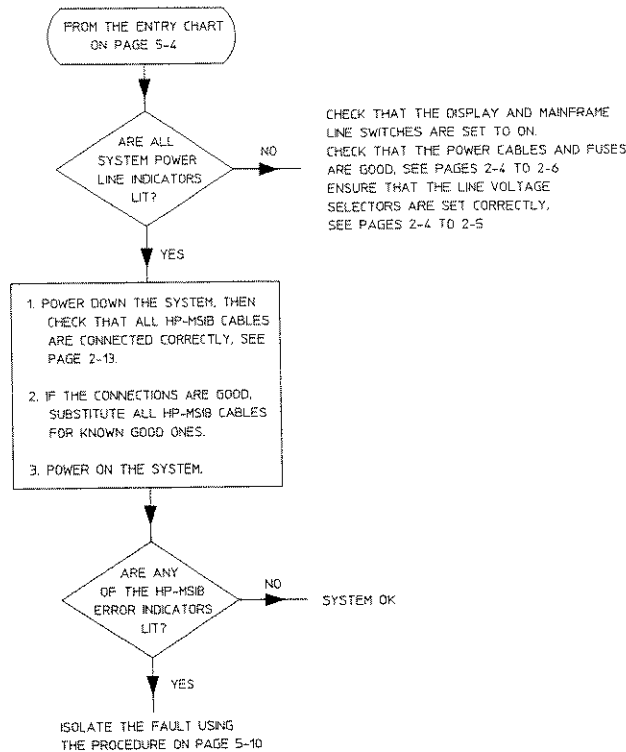 FROM THE ENTRY CHART
ON PAGE 5-4
ARE ALL
SYSTEM POWER
LINE INDICATORS
LIT?
NO
CHECK THAT THE DISPLAY AND MAINFRAME
LINE SWITCHES ARE SET TO ON.
CHECK THAT THE POWER CABLES AND FUSES
ARE GOOD, SEE PAGES 2-4 TO 2-6
ENSURE THAT THE LINE VOLTAGE
SELECTORS ARE SET CORRECTLY,
SEE PAGES 2-4 TO 2-5
YES
1. POWER DOWN THE SYSTEM, THEN
CHECK THAT ALL HP-MSIB CABLES
ARE CONNECTED CORRECTLY, SEE
PAGE 2-13.
2. IF THE CONNECTIONS ARE GOOD,
SUBSTITUTE ALL HP-MSIB CABLES
FOR KNOWN GOOD ONES.
3. POWER ON THE SYSTEM.
ARE ANY
OF THE HP-MSIB
ERROR INDICATORS
LIT?
NO
SYSTEM OK
YES
ISOLATE THE FAULT USING
THE PROCEDURE ON PAGE 5-10